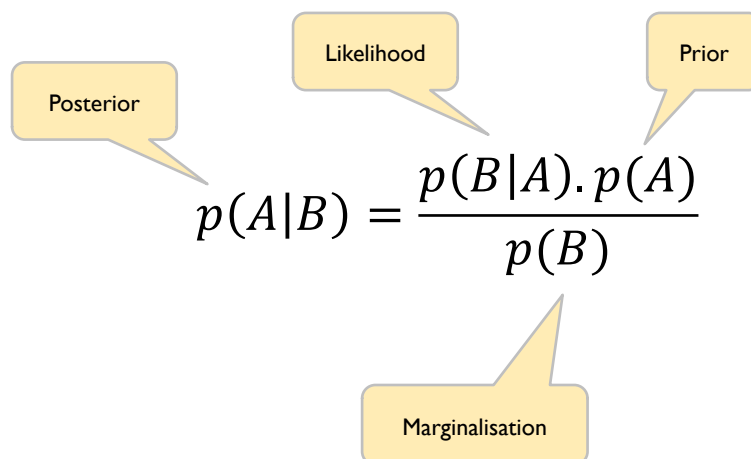 Likelihood
Prior
Posterior
p(A|B) = p(B|A). p(A)
p(B)
Marginalisation